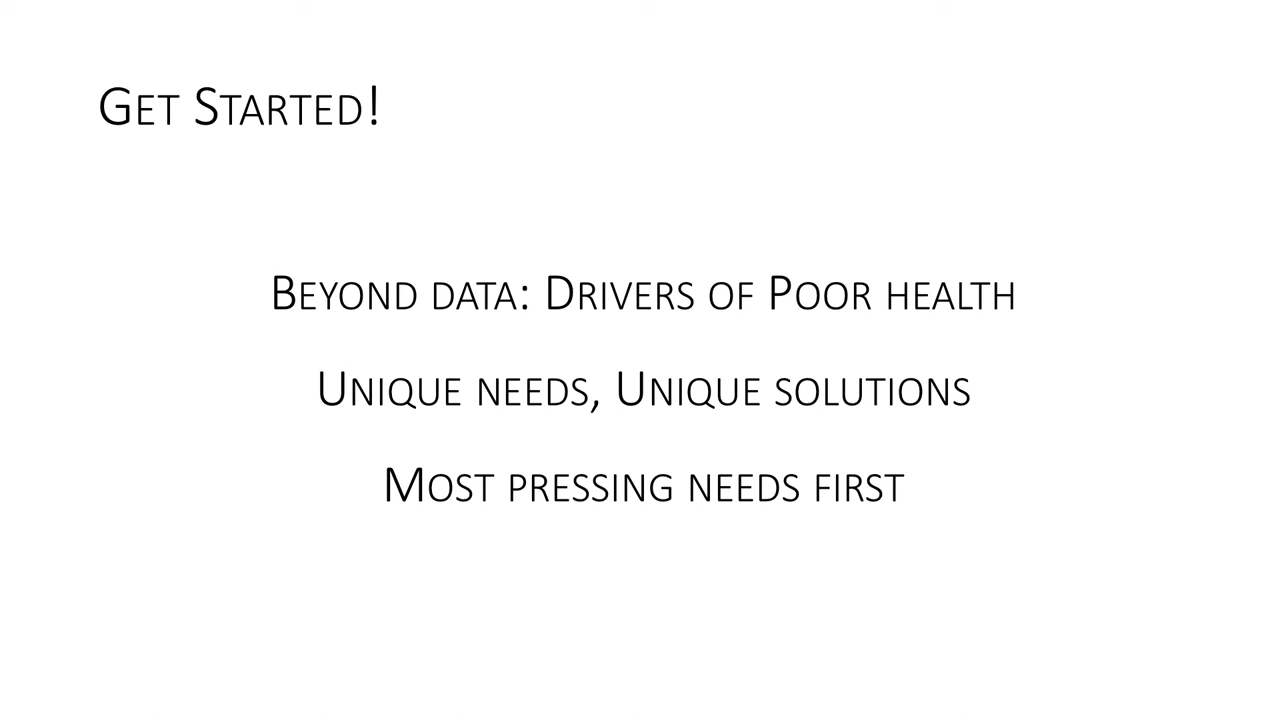 Get Started!
Beyond data: Drivers of Poor health
Unique needs, Unique solutions
Most pressing needs first